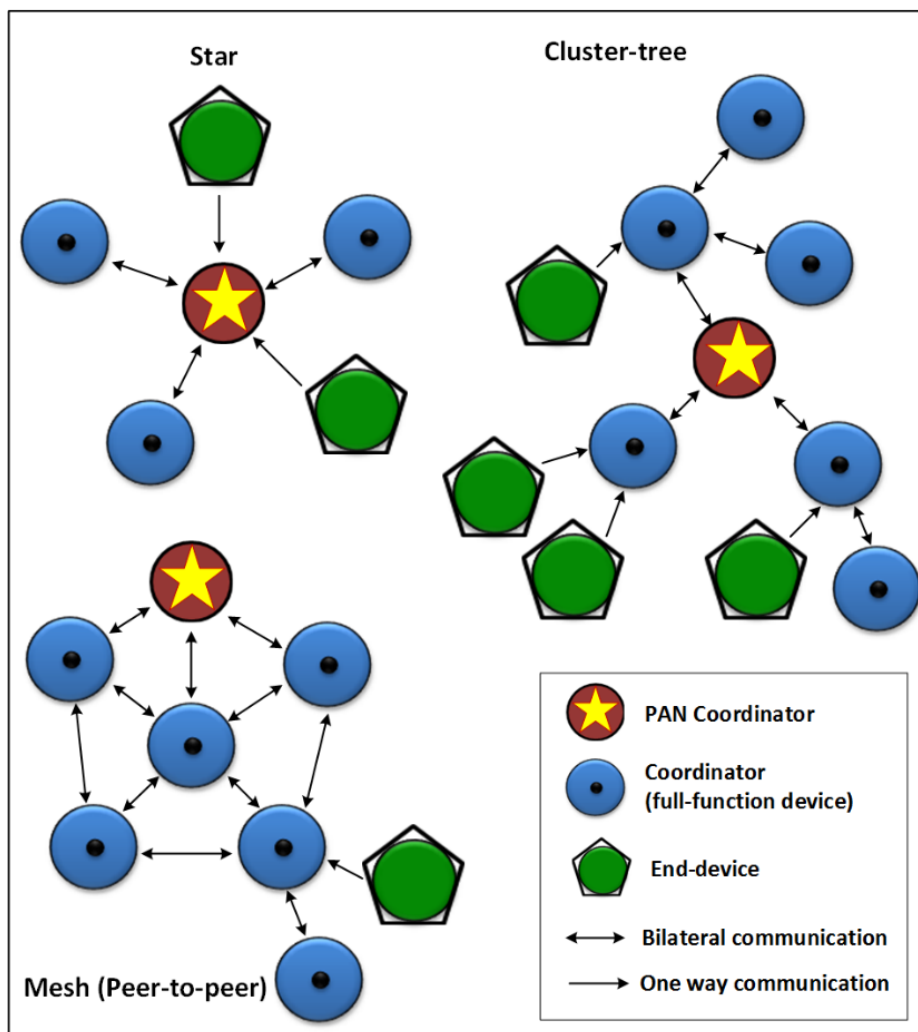 Star
Cluster-tree
Mesh (Peer-to-peer)
PAN Coordinator
Coordinator
(full-function device)
End-device
Bilateral communication
One way communication